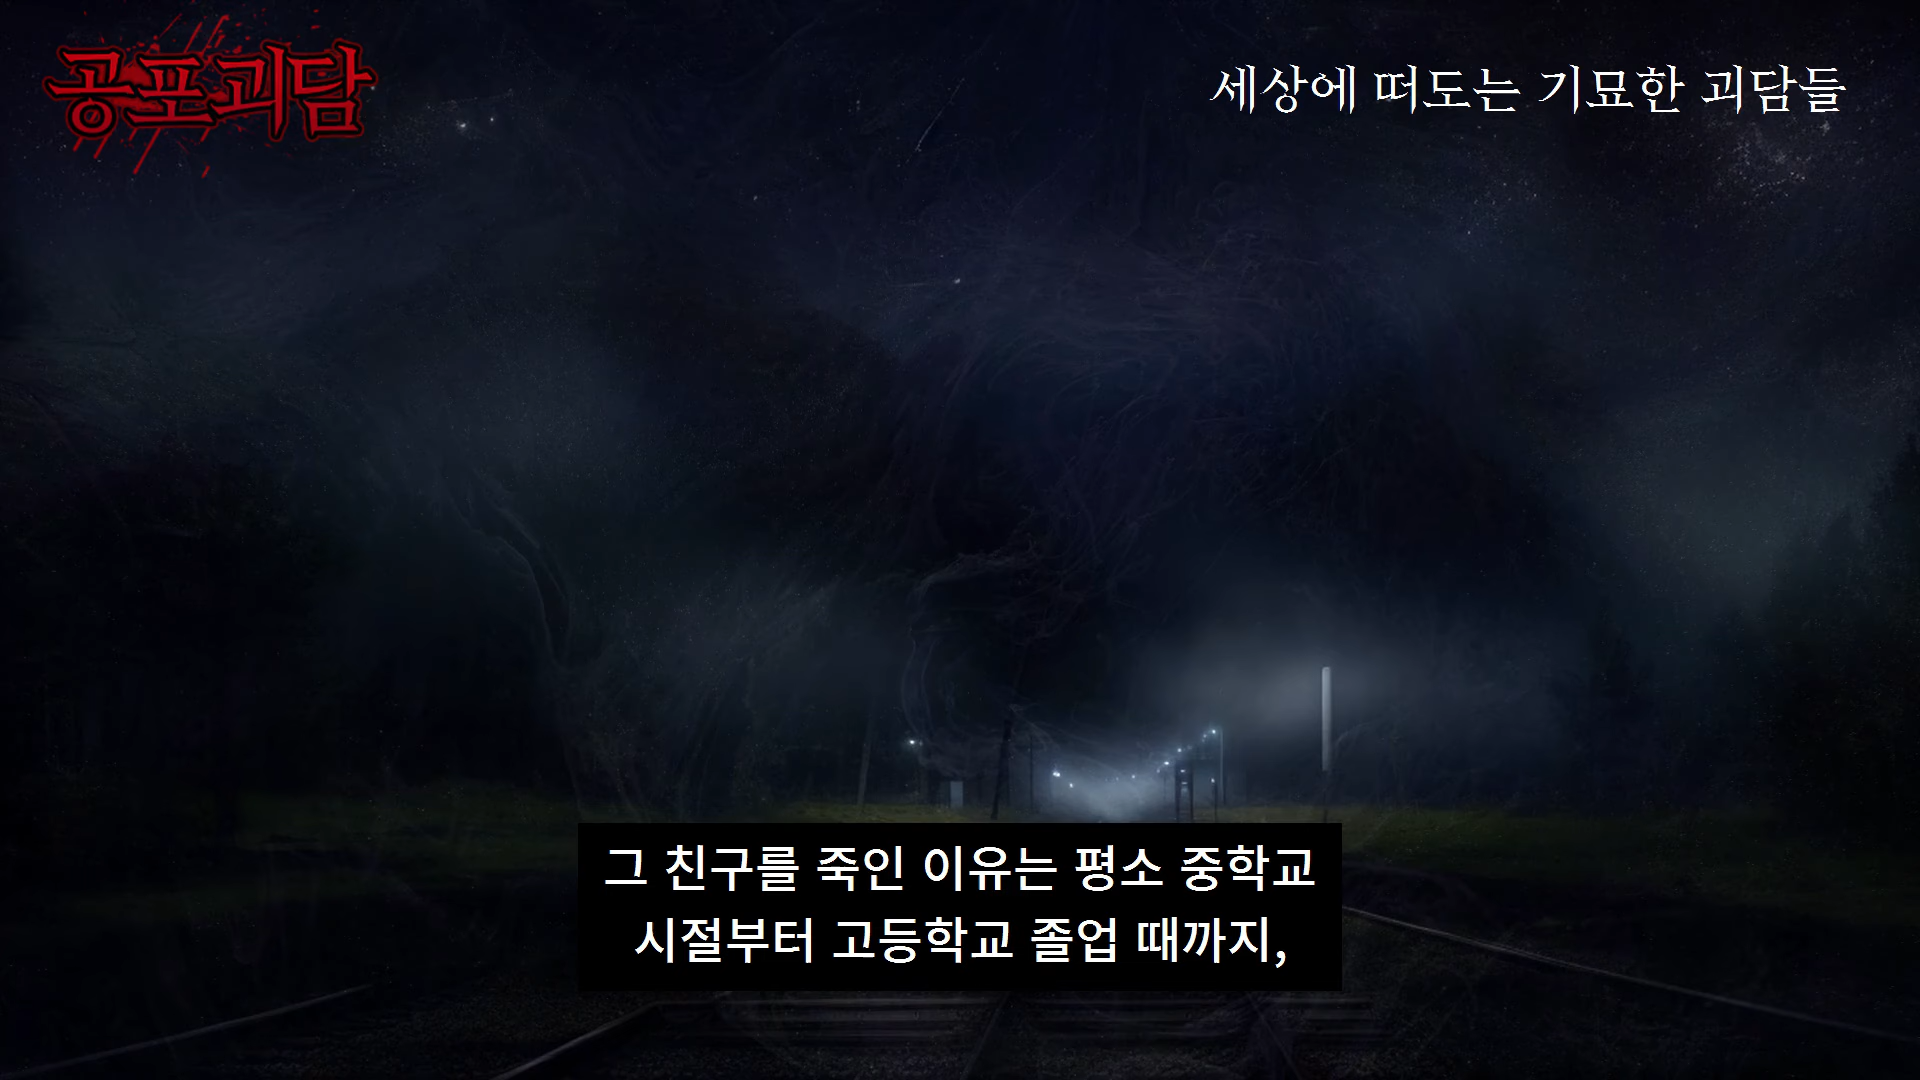 공포괴담
세상에 떠도는 기묘한 괴담들
그 친구를 죽인 이유는 평소 중학교
시절부터 고등학교 졸업 때까지,